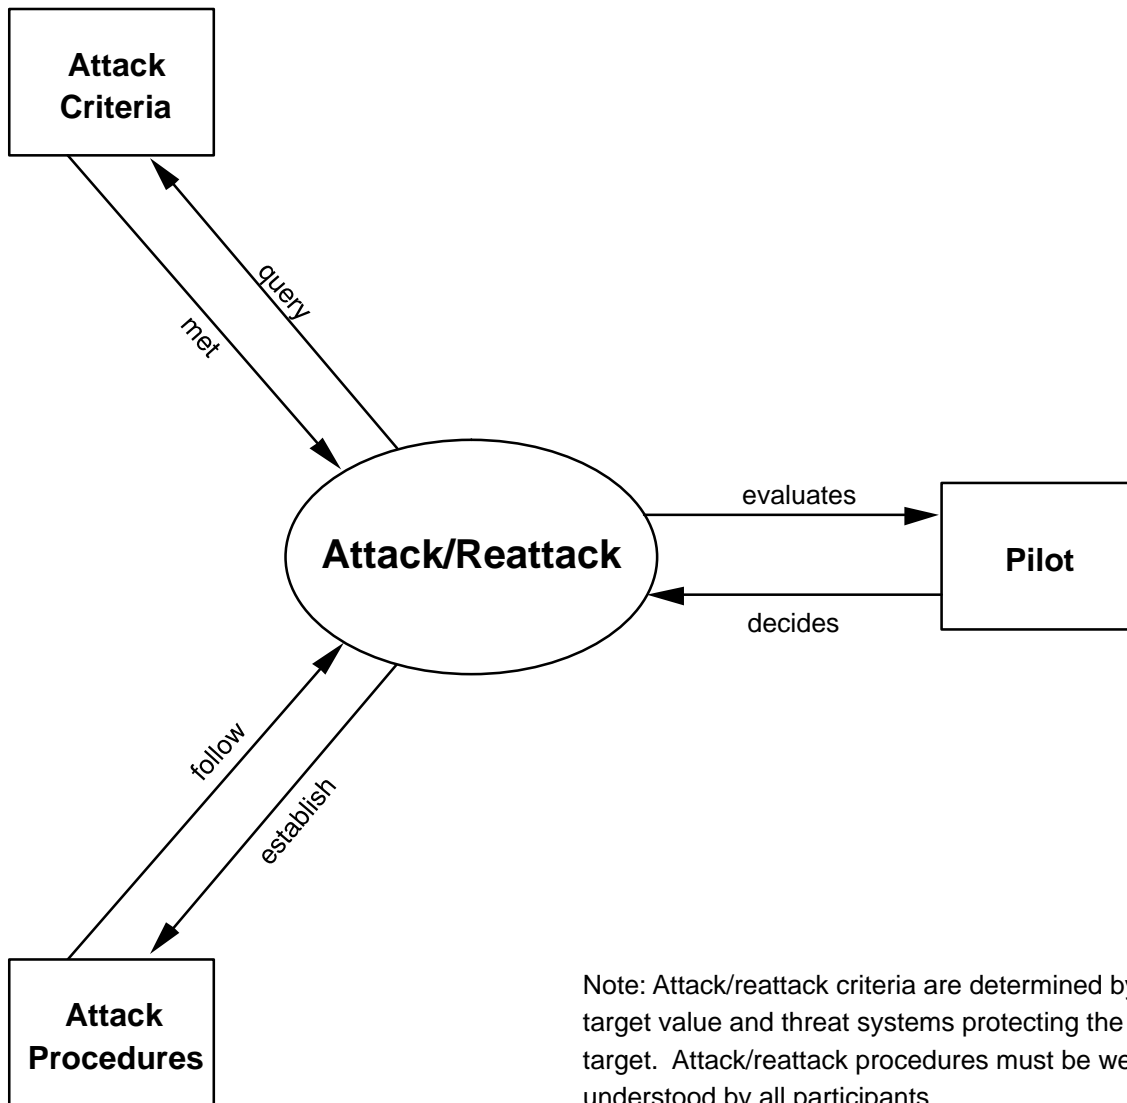 Attack
Criteria
query
met
evaluates
Attack/Reattack
Pilot
decides
follow
establish
Attack
Procedures
Note: Attack/reattack criteria are determined by
target value and threat systems protecting the
target.  Attack/reattack procedures must be we
understood by all participants